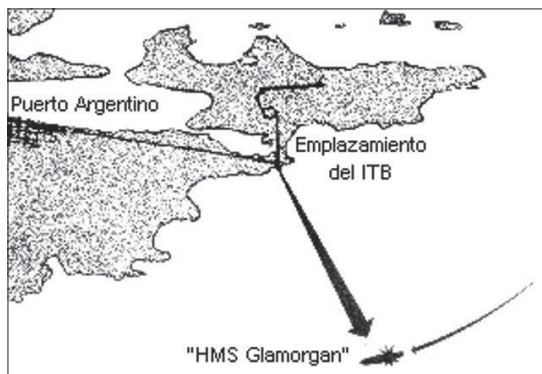 Puerto Argentino
Emplazamiento
del ITB
"HMS Glamorgan"